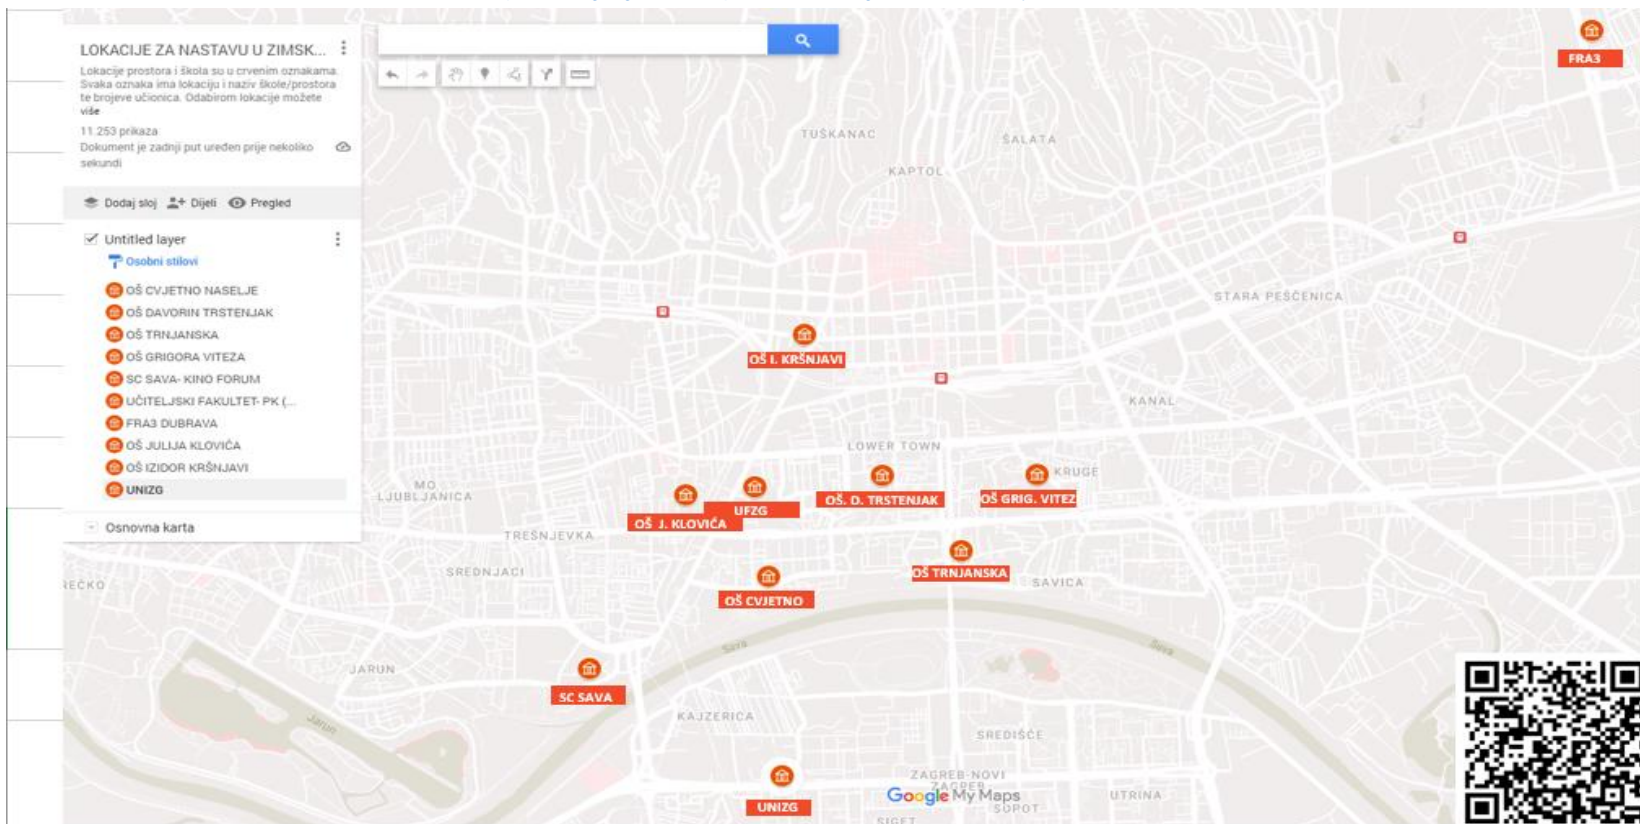 LOKACIJE ZA NASTAVU U ZIMSK...
Lokacije prostora i škola su u crvenim oznakama.
Svaka oznaka ima lokaciju i naziv škole/prostora
te brojeve učionica. Odabirom lokacije možete
više
11.253 prikaza
Dokument je zadnji put uređen prije nekoliko
sekundi
Dodaj sloj Dijeli Pregled
Untitled layer
Osobni stilovi
OŠ CVJETNO NASELJE
OŠ DAVORIN TRSTENJAK
OŠ TRNJANSKA
OŠ GRIGORA VITEZA
SC SAVA- KINO FORUM
UČITELJSKI FAKULTET- PK (...
FRA3 DUBRAVA
OŠ JULIJA KLOVIĆA
OŠ IZIDOR KRŠNJAVI
UNIZG
Osnovna karta
FRA3
TUŠKANAC
ŠALATA
KAPTOL
STARA PEŠČENICA
OŠ I. KRŠNJAVI
KANAL
LOWER TOWN
KRUGE
MO
LJUBLJANICA
OŠ. D. TRSTENJAK
OŠ GRIG. VITEZ
UFZG
OŠ J. KLOVIĆA
TREŠNJEVKA
SREDNJACI
OŠ TRNJANSKA
SAVICA
REČKO
OŠ CVJETNO
Sava
Sava
JARUN
SC SAVA
Jarun
KAJZERICA
SREDIŠĆE
ZAGREB-NOVI
ZAGREB
UTRINA
UNIZG
Google My Maps
SOPOT
SIGET